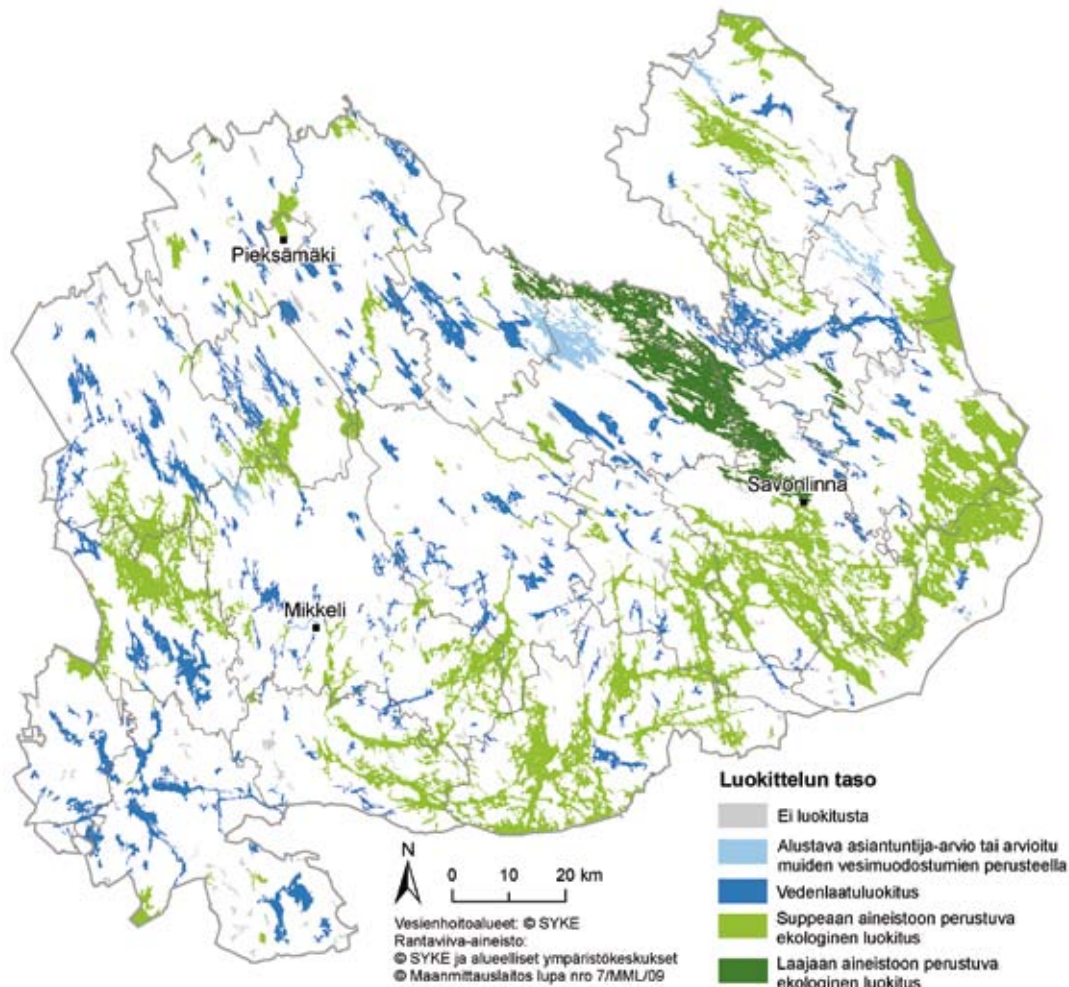 Pieksämäki
Savonlinna
Mikkeli
Luokittelun taso
Ei luokitusta
Alustava asiantuntija-arvio tai arvioitu
muiden vesimuodostumien perusteella
Vedenlaatuluokitus
Suppeaan aineistoon perustuva
ekologinen luokitus
Laajaan aineistoon perustuva
ekologinen luokitus
N
0 10 20 km
Vesienhoitoalueet: © SYKE
Rantaviiva-aineisto:
© SYKE ja alueelliset ympäristökeskukset
© Maanmittauslaitos lupa nro 7/MML/09